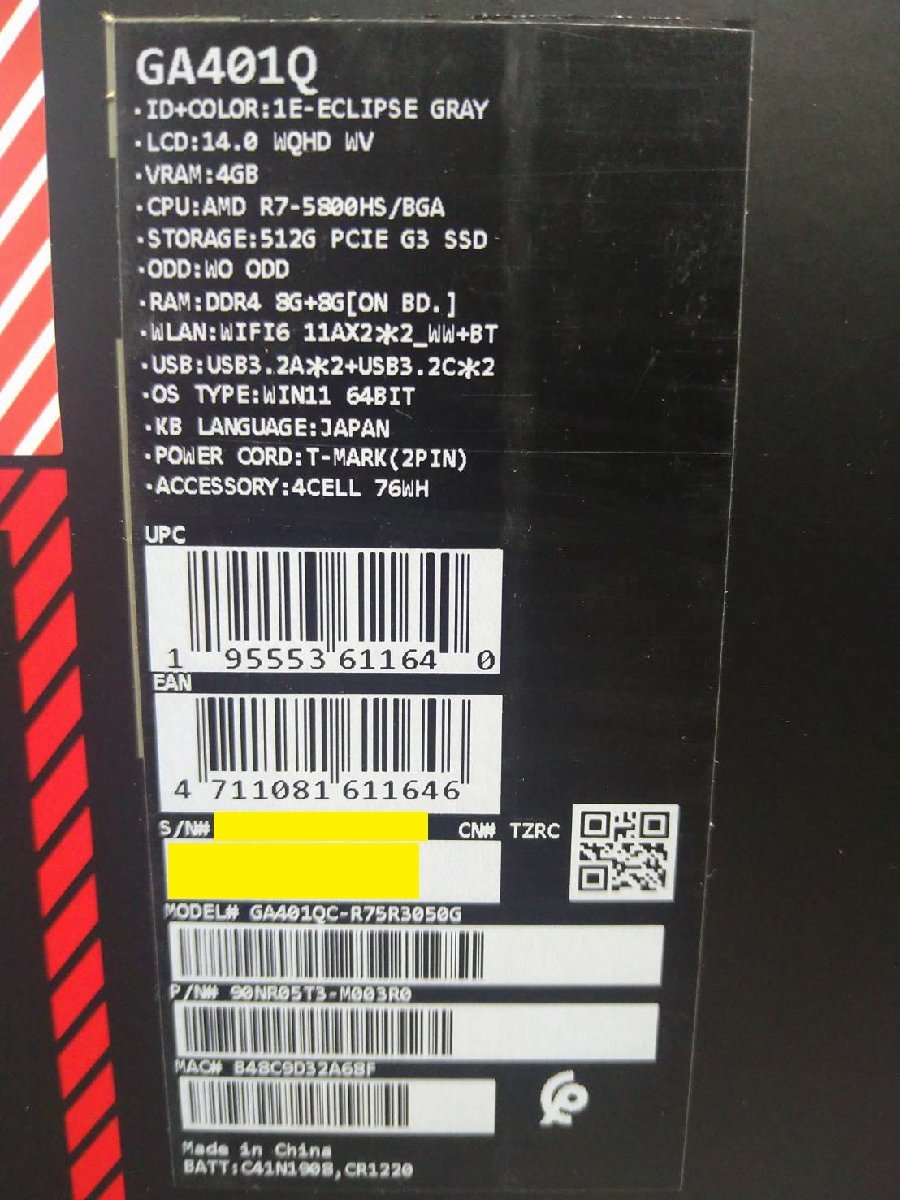 GA401Q
·ID+COLOR:1E-ECLIPSE GRAY
·LCD:14.0 WQHD WV
·VRAM:4GB
·CPU:AMD R7-5800HS/BGA
·STORAGE:512G PCIE G3 SSD
·ODD:WO ODD
·RAM:DDR4 8G+8G[ON BD.]
·WLAN:WIFI6 11AX2*2_WW+BT
·USB:USB3.2A*2+USB3.2C*2
·OS TYPE:WIN11 64BIT
·KB LANGUAGE:JAPAN
·POWER CORD:T-MARK(2PIN)
·ACCESSORY:4CELL 76WH
UPC
1 95553 61164 0
EAN
4 711081 611646
S/N# CN# TZRC
MODEL# GA401QC-R75R3050G
P/N# 90NR05T3-M003R0
MAC# B48C9D32A68F
Made in China
BATT:C41N1908,CR1220